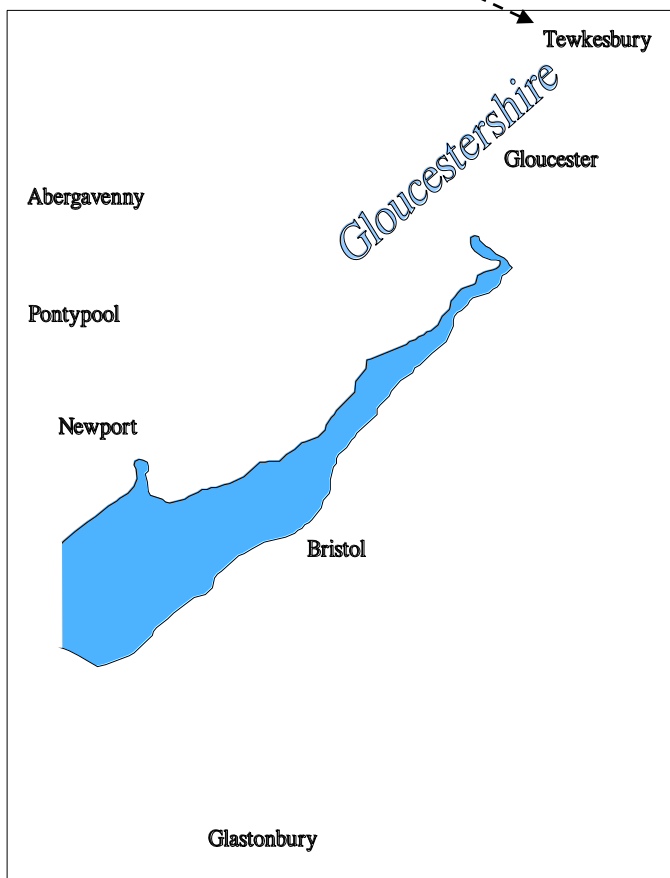 Tewkesbury
Gloucestershire
Gloucester
Abergavenny
Pontypool
Newport
Bristol
Glastonbury